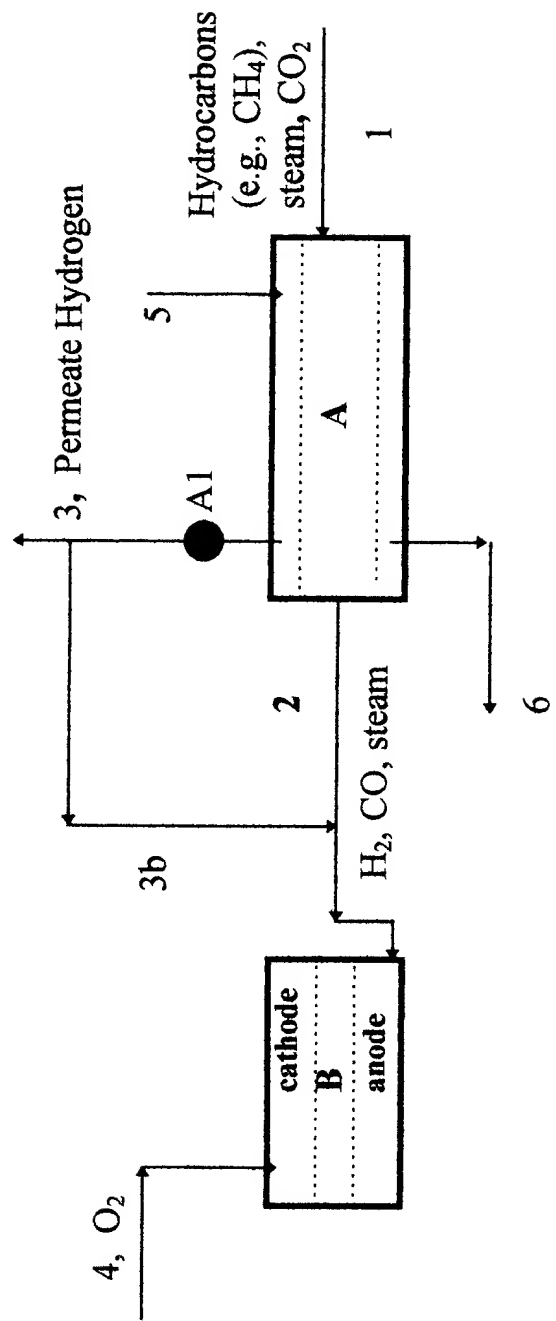 4, O₂
cathode
B
anode
3b
H₂, CO, steam
2
6
3, Permeate Hydrogen
A1
A
5
Hydrocarbons
(e.g., CH₄),
steam, CO₂
1